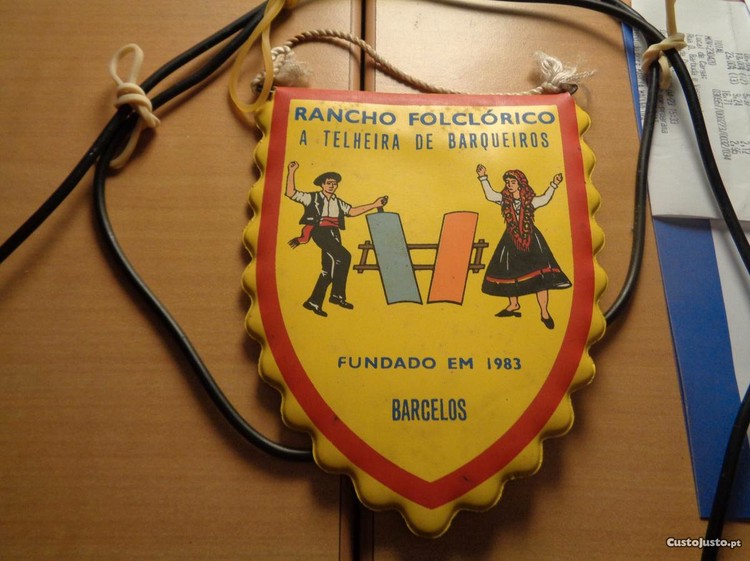 RANCHO FOLCLÓRICO
A TELHEIRA DE BARQUEIROS
FUNDADO EM 1983
BARCELOS
CustoJusto.pt